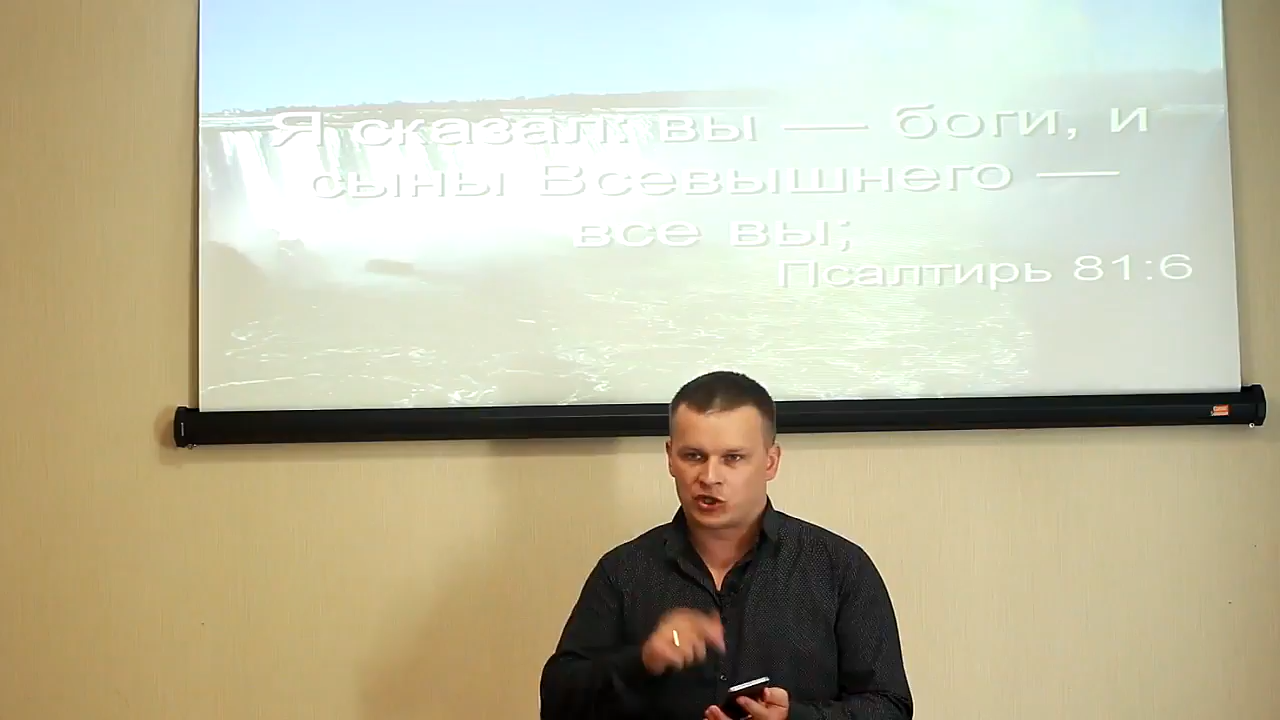 Я сказал: вы — боги, и
сыны Всевышнего —
все вы;
Псалтирь 81:6